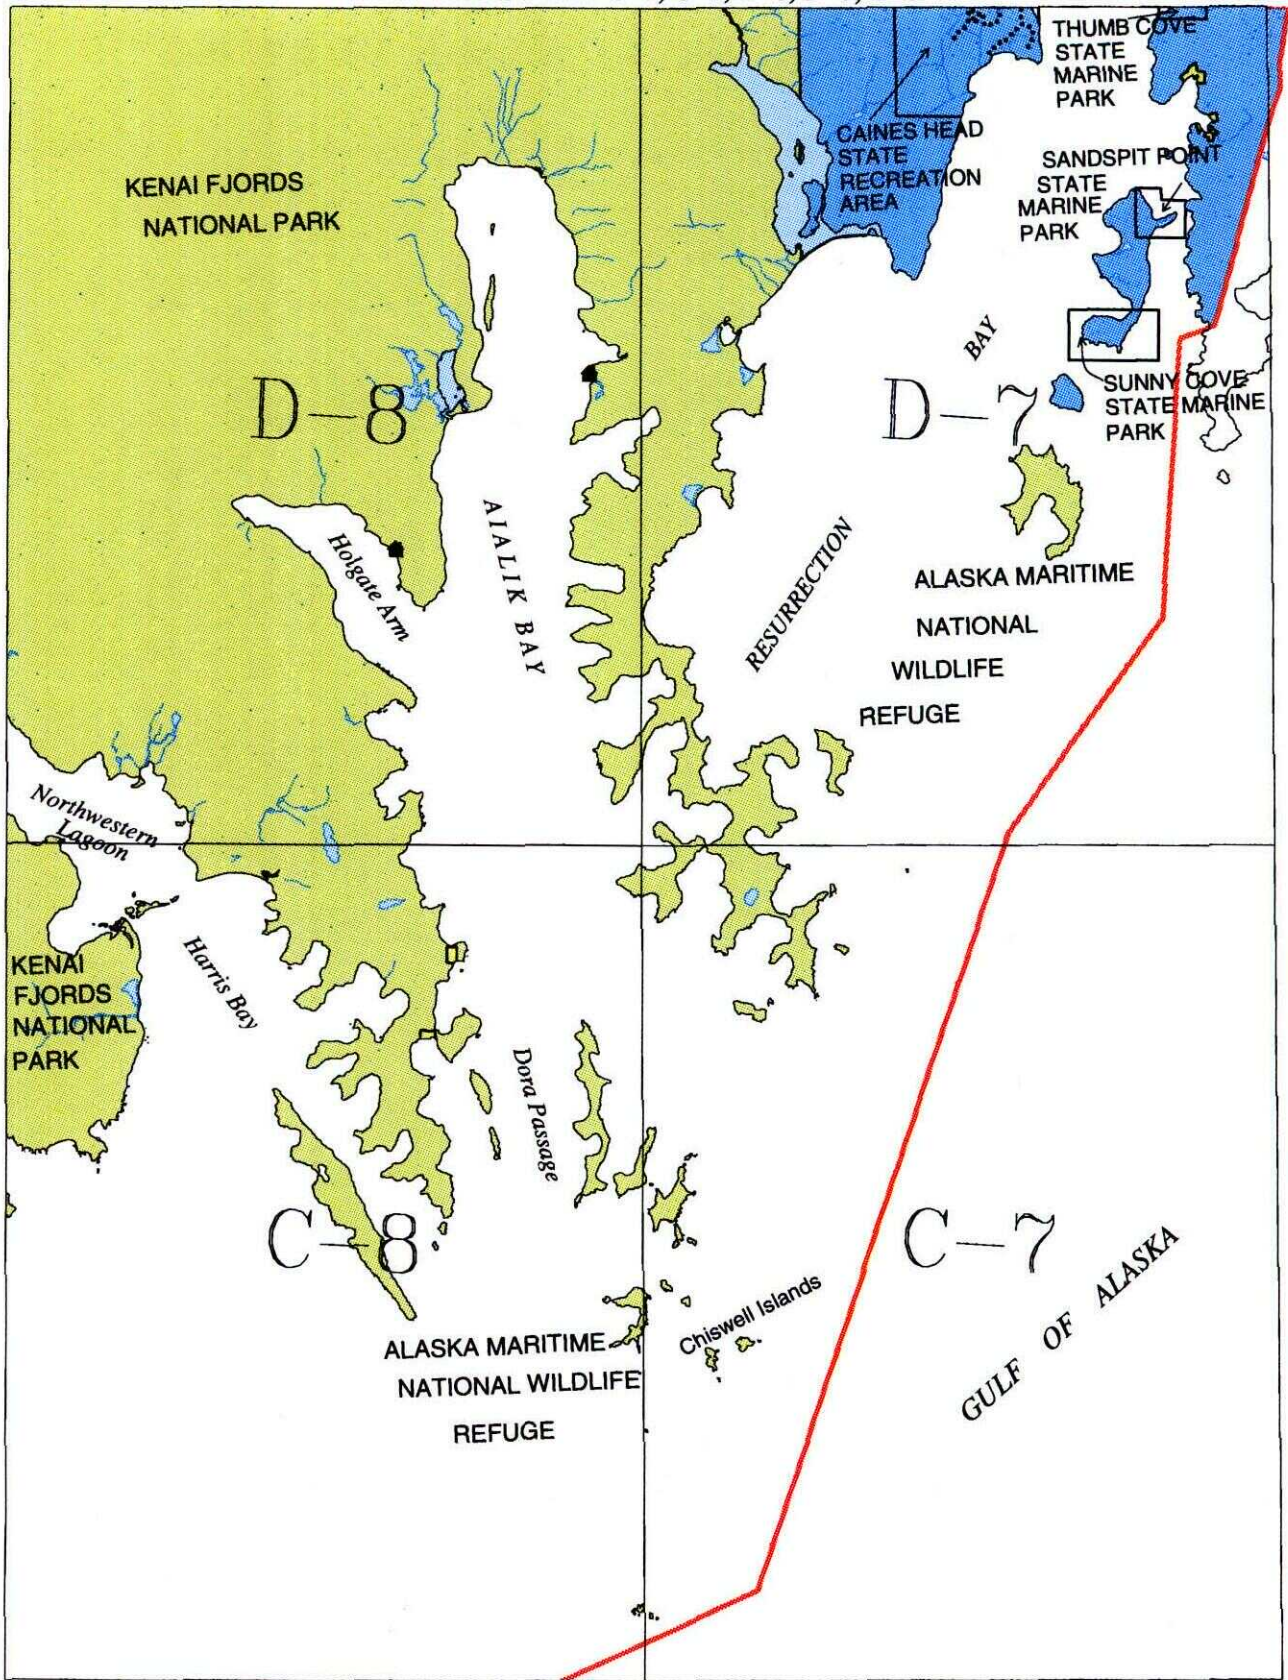 THUMB COVE
STATE
MARINE
PARK
CAINES HEAD
STATE
RECREATION
AREA
SANDSPIT POINT
STATE
MARINE
PARK
KENAI FJORDS
NATIONAL PARK
BAY
SUNNY COVE
STATE MARINE
PARK
D-8
D-7
AIALIK BAY
Holgate Arm
RESURRECTION
ALASKA MARITIME
NATIONAL
WILDLIFE
REFUGE
Northwestern
Lagoon
Harris Bay
KENAI
FJORDS
NATIONAL
PARK
Dora Passage
C-8
C-7
Chiswell Islands
GULF OF ALASKA
ALASKA MARITIME
NATIONAL WILDLIFE
REFUGE